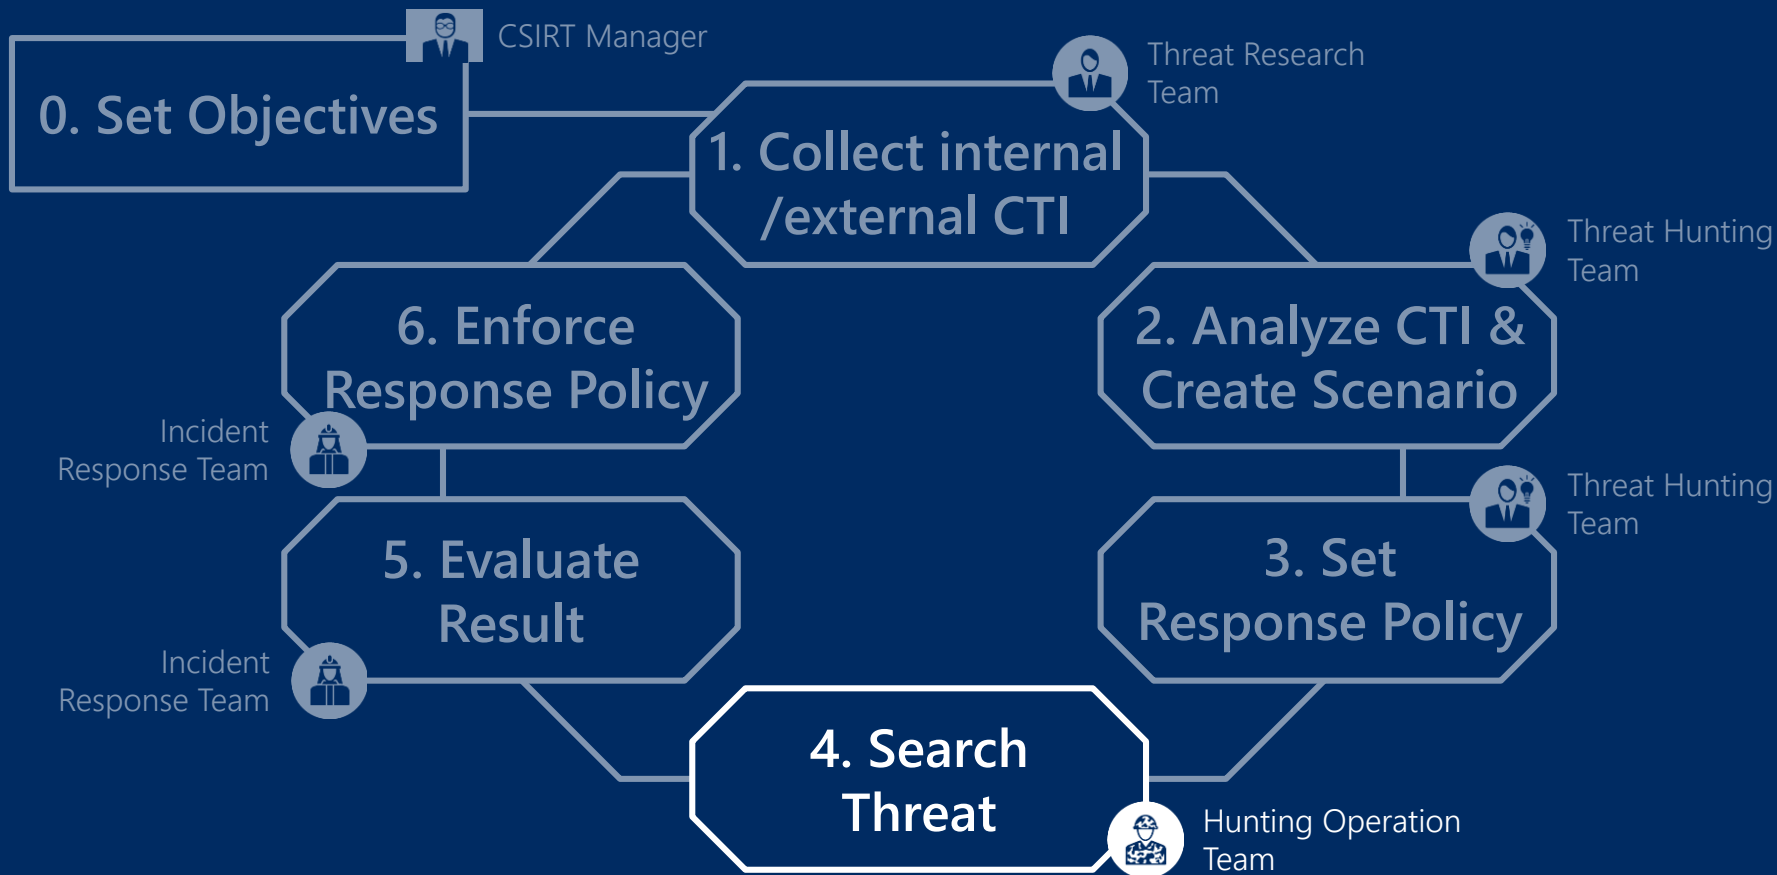 CSIRT Manager
0. Set Objectives
Threat Research
Team
1. Collect internal
/external CTI
Threat Hunting
Team
2. Analyze CTI &
Create Scenario
Threat Hunting
Team
3. Set
Response Policy
4. Search
Threat
Hunting Operation
Team
5. Evaluate
Result
Incident
Response Team
6. Enforce
Response Policy
Incident
Response Team